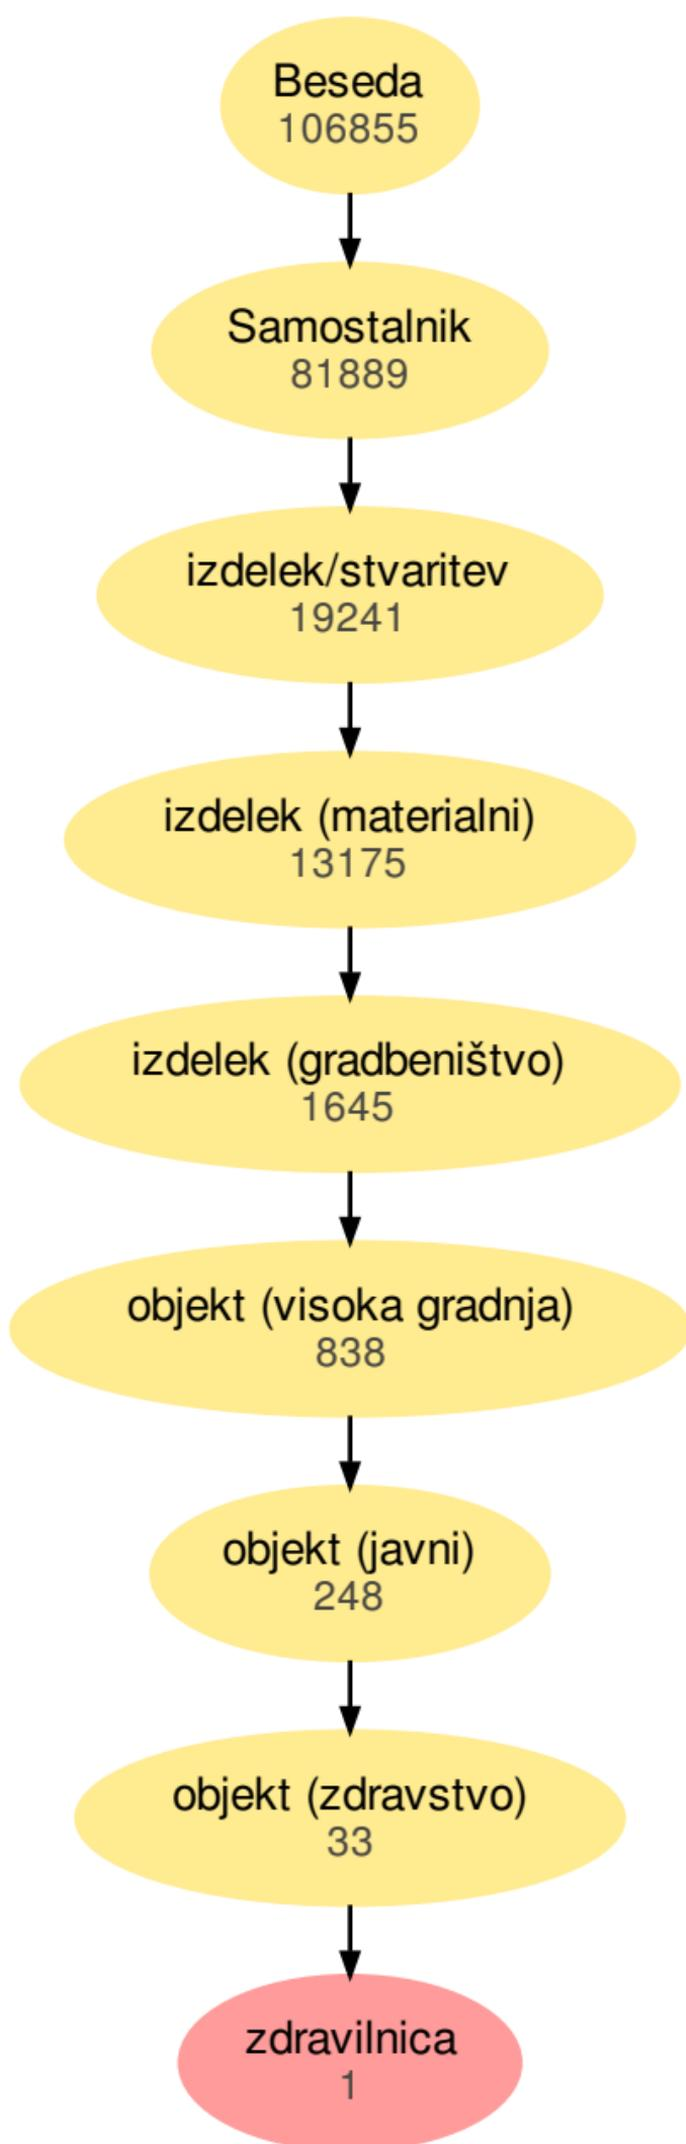 Beseda
106855
Samostalnik
81889
izdelek/stvaritev
19241
izdelek (materialni)
13175
izdelek (gradbeništvo)
1645
objekt (visoka gradnja)
838
objekt (javni)
248
objekt (zdravstvo)
33
zdravilnica
1